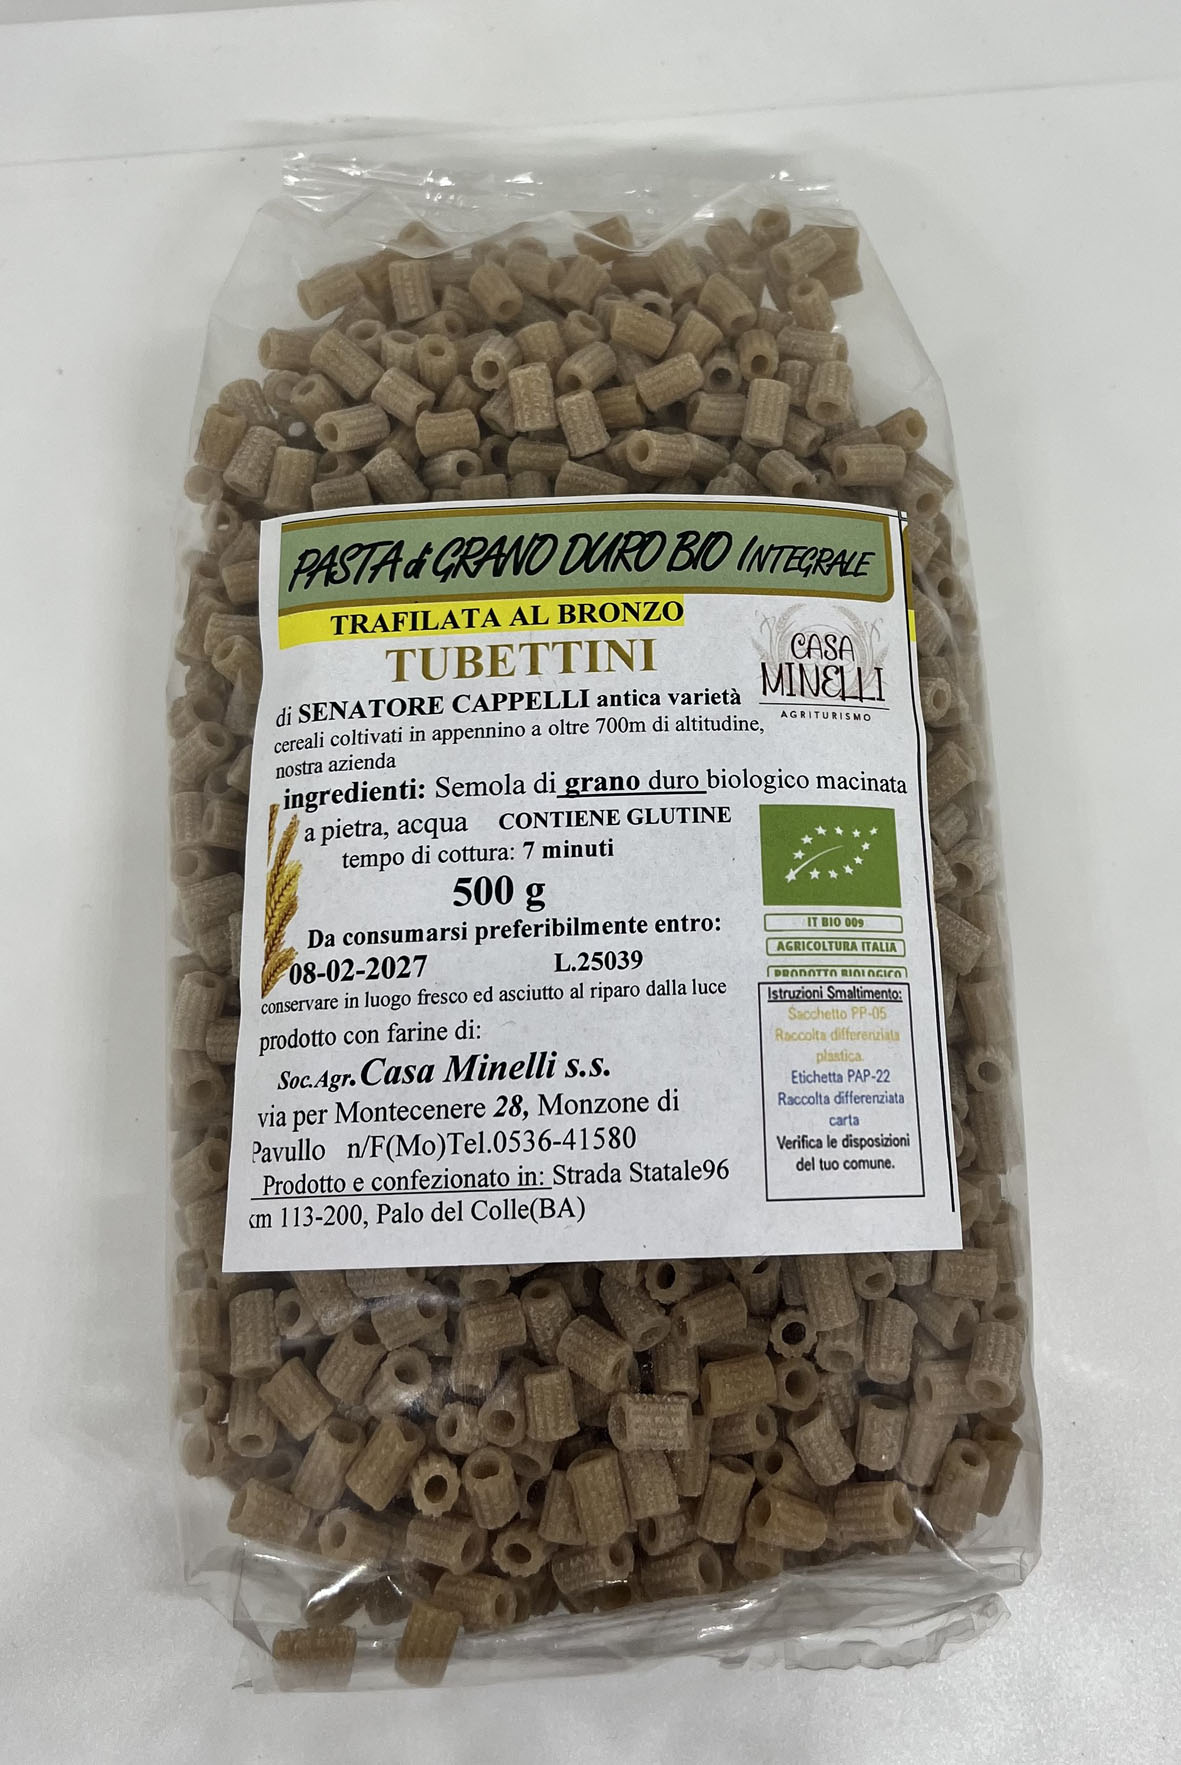 PASTA di GRANO DURO BIO INTEGRALE
TRAFILATA AL BRONZO
TUBETTINI
CASA
MINELLI
AGRITURISMO
di SENATORE CAPPELLI antica varietà
cereali coltivati in appennino a oltre 700m di altitudine,
nostra azienda
ingredienti: Semola di grano duro biologico macinata
a pietra, acqua CONTIENE GLUTINE
tempo di cottura: 7 minuti
500 g
Da consumarsi preferibilmente entro:
08-02-2027 L.25039
conservare in luogo fresco ed asciutto al riparo dalla luce
prodotto con farine di:
Soc.Agr. Casa Minelli s.s.
via per Montecenere 28, Monzone di
Pavullo n/F(Mo)Tel.0536-41580
Prodotto e confezionato in: Strada Statale96
km 113-200, Palo del Colle(BA)
IT BIO 009
AGRICOLTURA ITALIA
PRODOTTO BIOLOGICO
Istruzioni Smaltimento:
Sacchetto PP-05
Raccolta differenziata
plastica.
Etichetta PAP-22
Raccolta differenziata
carta
Verifica le disposizioni
del tuo comune.